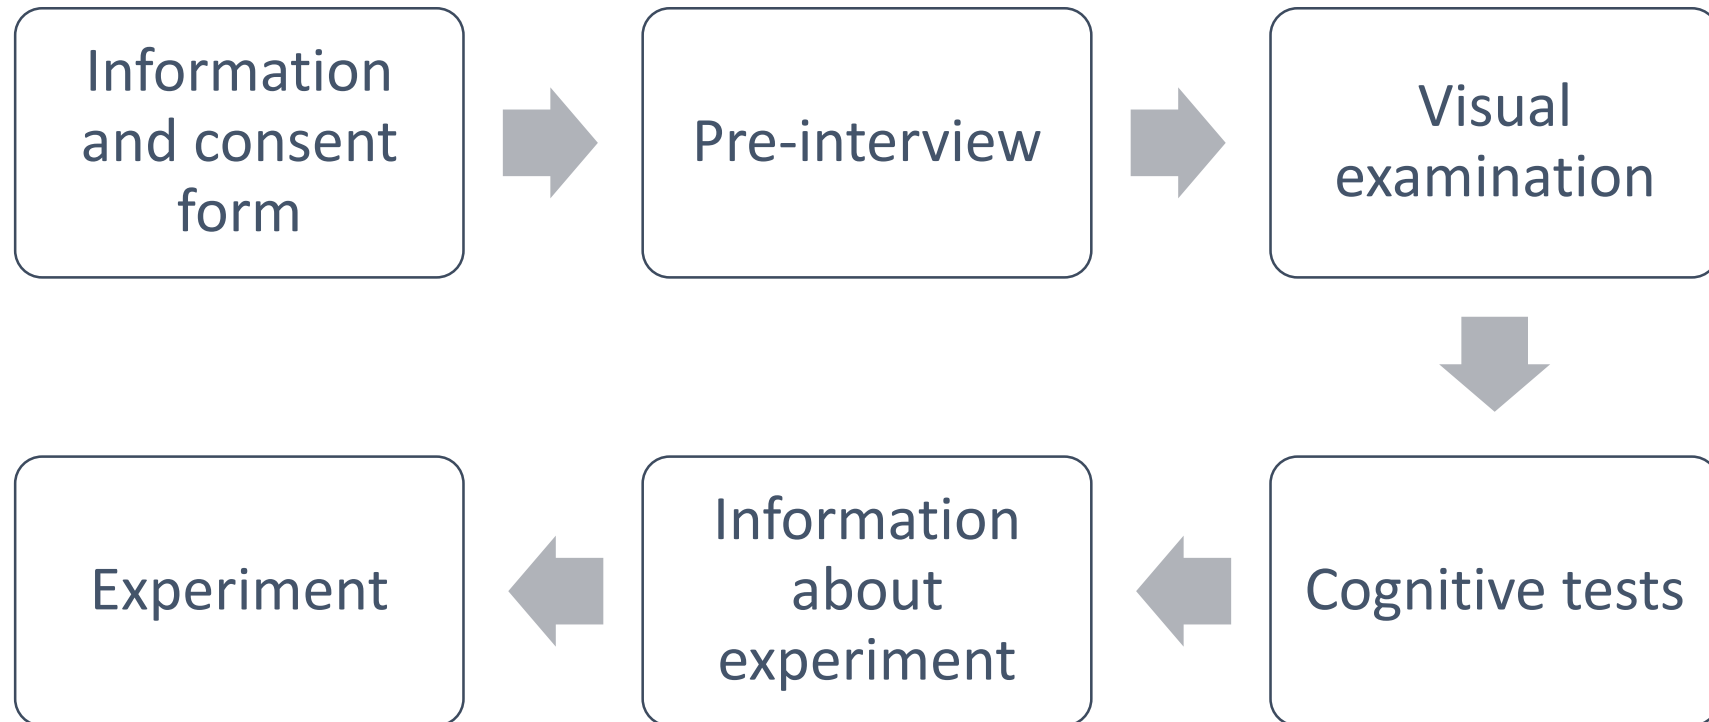 Information
and consent
form
Pre-interview
Visual
examination
Cognitive tests
Information
about
experiment
Experiment